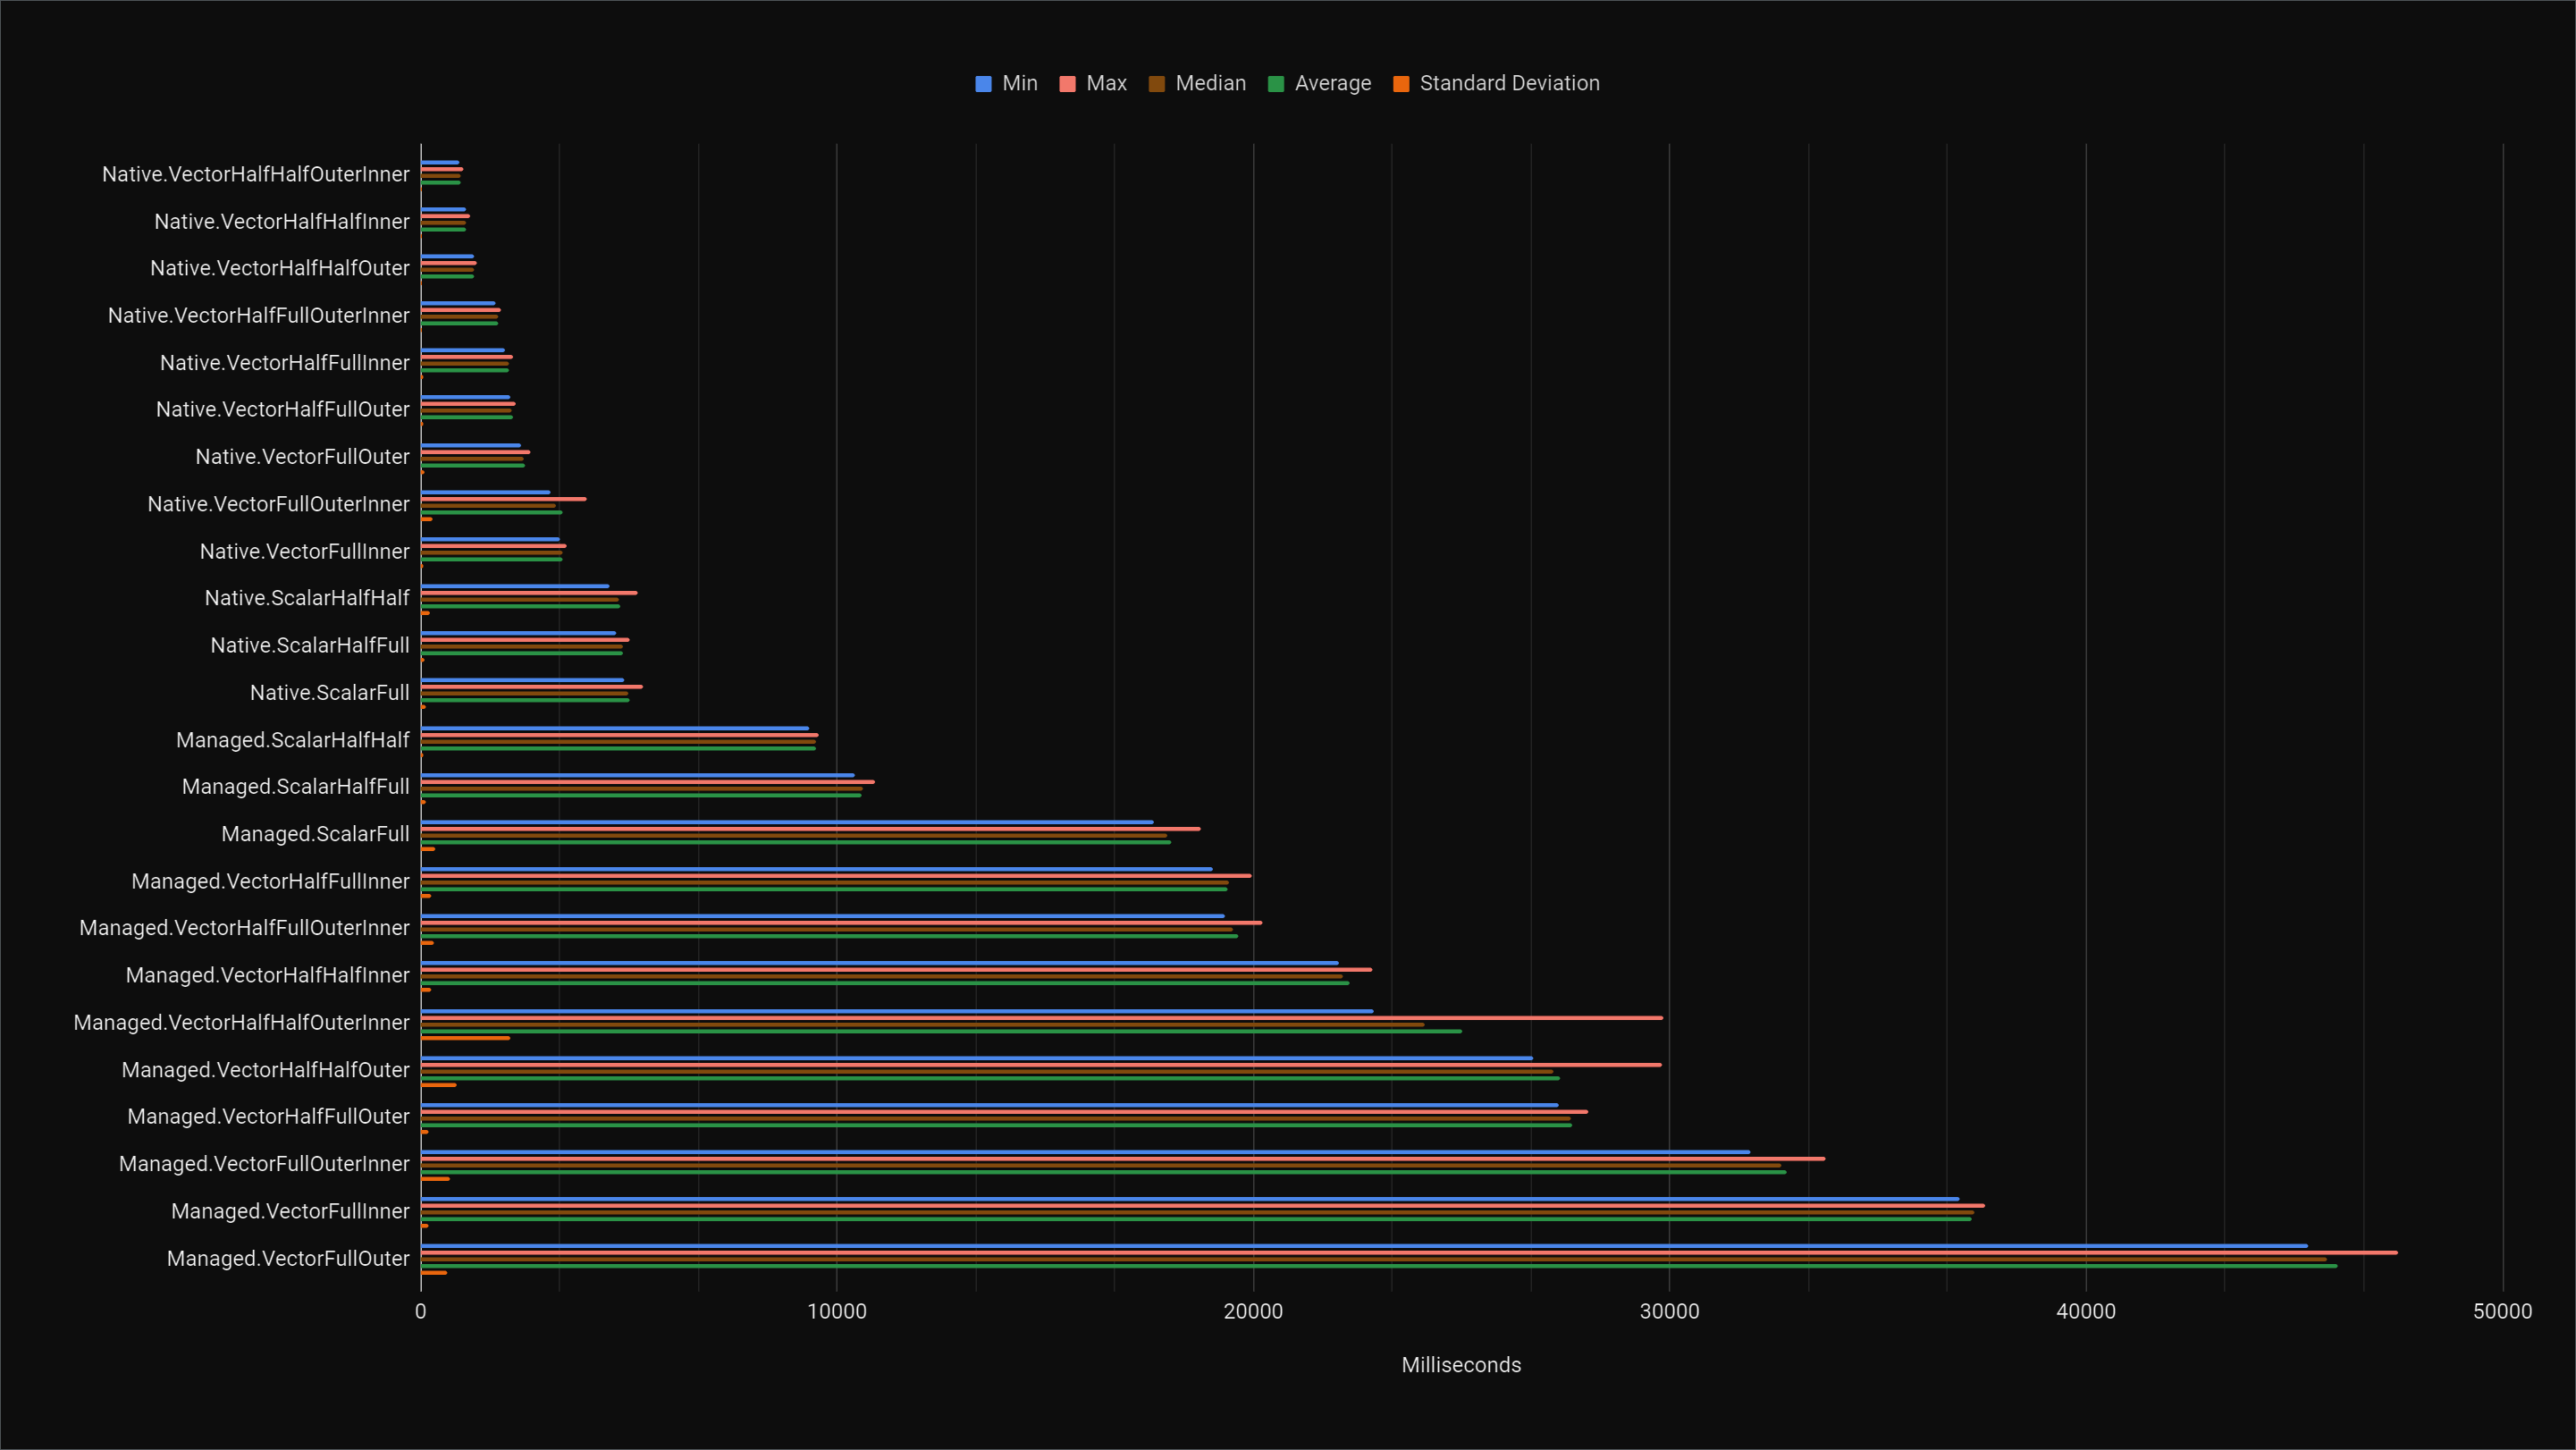 Min Max Median Average Standard Deviation
Native.VectorHalfHalfOuterInner
Native.VectorHalfHalfInner
Native.VectorHalfHalfOuter
Native.VectorHalfFullOuterInner
Native.VectorHalfFullInner
Native.VectorHalfFullOuter
Native.VectorFullOuter
Native.VectorFullOuterInner
Native.VectorFullInner
Native.ScalarHalfHalf
Native.ScalarHalfFull
Native.ScalarFull
Managed.ScalarHalfHalf
Managed.ScalarHalfFull
Managed.ScalarFull
Managed.VectorHalfFullInner
Managed.VectorHalfFullOuterInner
Managed.VectorHalfHalfInner
Managed.VectorHalfHalfOuterInner
Managed.VectorHalfHalfOuter
Managed.VectorHalfFullOuter
Managed.VectorFullOuterInner
Managed.VectorFullInner
Managed.VectorFullOuter
0 10000 20000 30000 40000 50000
Milliseconds